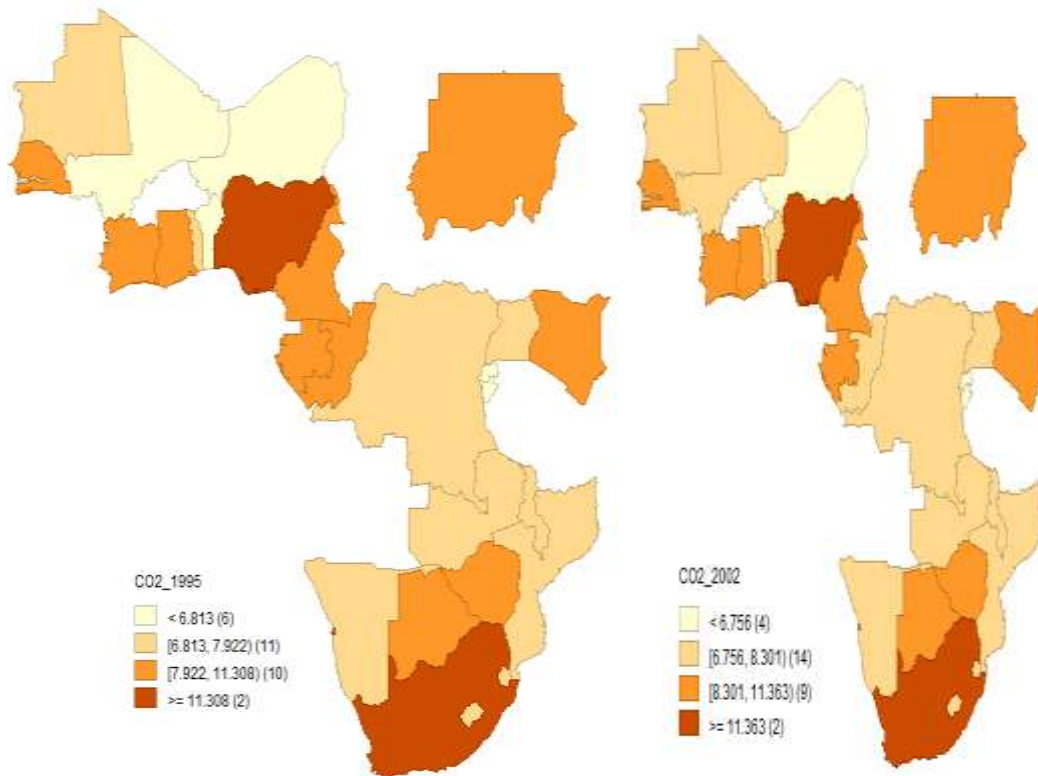 CO2_1995
< 6.813 (6)
[6.813, 7.922) (11)
[7.922, 11.308) (10)
>= 11.308 (2)
CO2_2002
< 6.756 (4)
[6.756, 8.301) (14)
[8.301, 11.363) (9)
>= 11.363 (2)